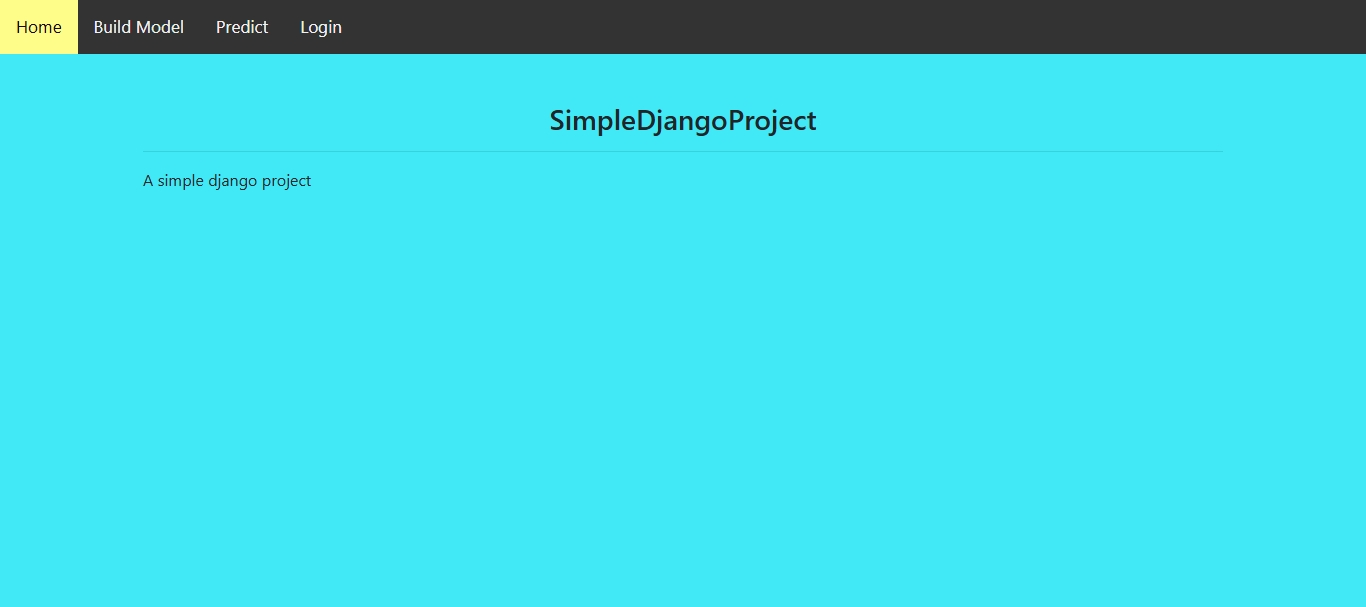 Home Build Model Predict Login
SimpleDjangoProject
A simple django project